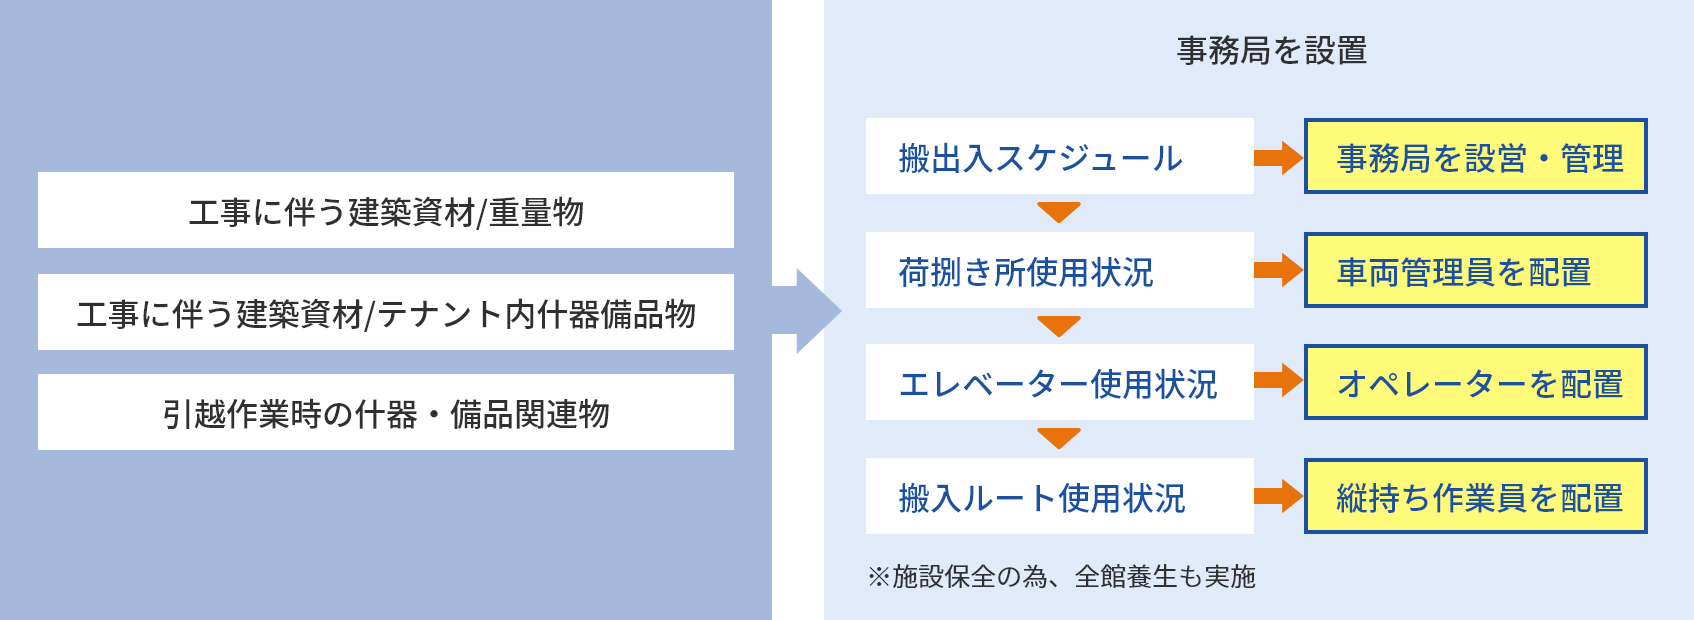 工事に伴う建築資材/重量物
工事に伴う建築資材/テナント内什器備品物
引越作業時の什器・備品関連物
事務局を設置
搬出入スケジュール
事務局を設営・管理
荷捌き所使用状況
車両管理員を配置
エレベーター使用状況
オペレーターを配置
搬入ルート使用状況
縦持ち作業員を配置
※施設保全の為、全館養生も実施